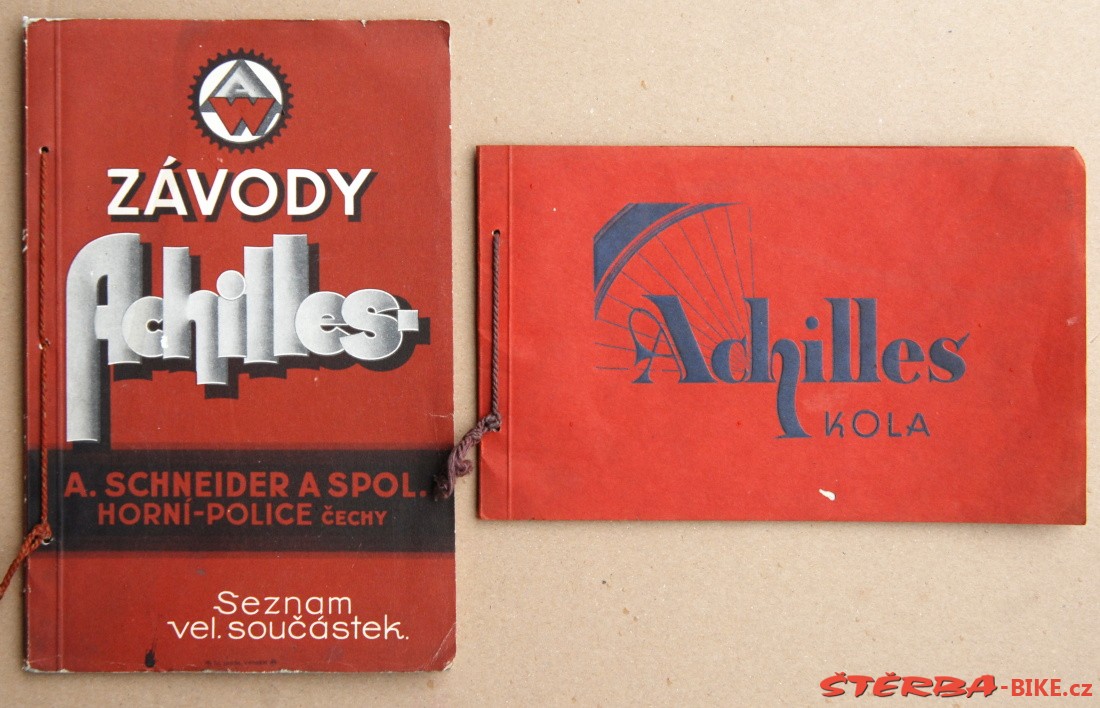 AW
ZÁVODY
Achilles-
A. SCHNEIDER A SPOL.
HORNÍ-POLICE ČECHY
Seznam
vel. součástek.
Achilles
KOLA
ŠTĚRBA-BIKE.cz